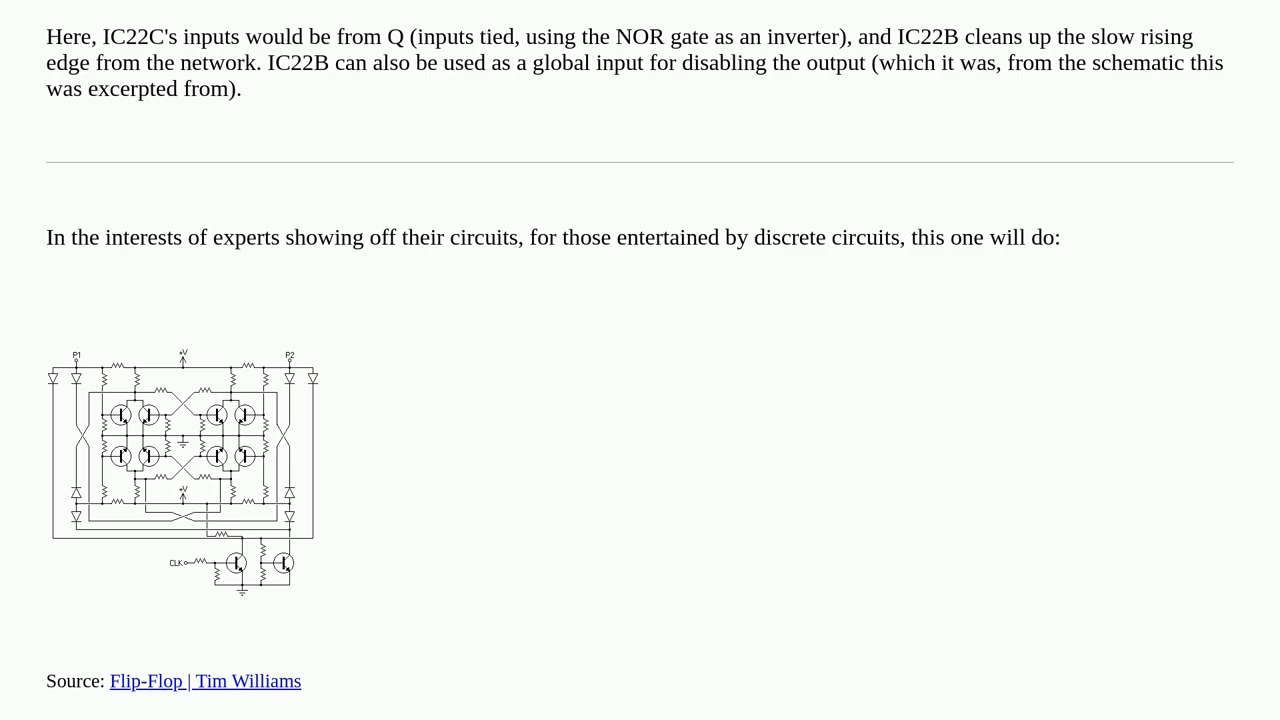 Here, IC22C's inputs would be from Q (inputs tied, using the NOR gate as an inverter), and IC22B cleans up the slow rising
edge from the network. IC22B can also be used as a global input for disabling the output (which it was, from the schematic this
was excerpted from).
In the interests of experts showing off their circuits, for those entertained by discrete circuits, this one will do:
P1
+V
P2
+V
CLK
Source: Flip-Flop | Tim Williams